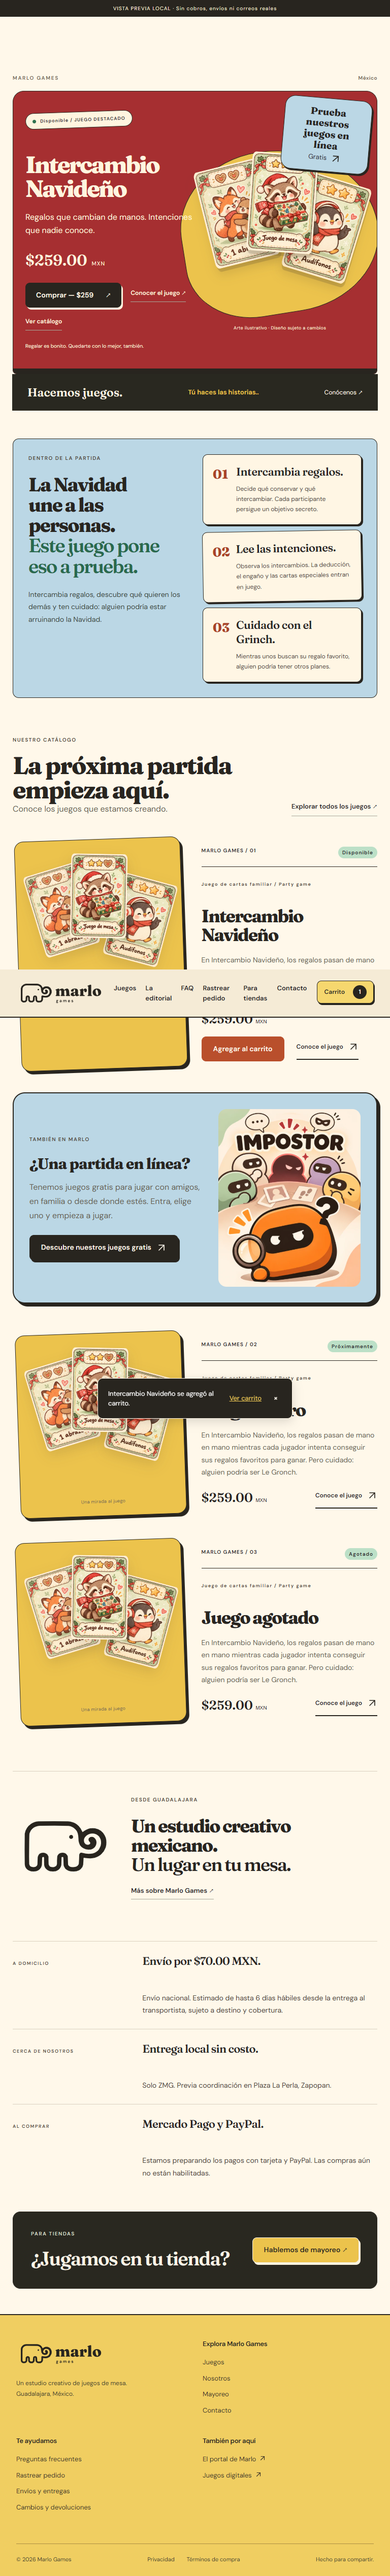 VISTA PREVIA LOCAL · Sin cobros, envíos ni correos reales
MARLO GAMES
México
Disponible / JUEGO DESTACADO
Prueba
nuestros
juegos en
línea
Gratis ↗
Intercambio
Navideño
Regalos que cambian de manos. Intenciones
que nadie conoce.
$259.00 MXN
Comprar — $259 ↗
Conocer el juego ↗
Ver catálogo
Regalar es bonito. Quedarte con lo mejor, también.
Juego de mesa
Arte ilustrativo · Diseño sujeto a cambios
Hacemos juegos.
Tú haces las historias..
Conócenos ↗
DENTRO DE LA PARTIDA
La Navidad
une a las
personas.
Este juego pone
eso a prueba.
Intercambia regalos, descubre qué quieren los
demás y ten cuidado: alguien podría estar
arruinando la Navidad.
01 Intercambia regalos.
Decide qué conservar y qué
intercambiar. Cada participante
persigue un objetivo secreto.
02 Lee las intenciones.
Observa los intercambios. La deducción,
el engaño y las cartas especiales entran
en juego.
03 Cuidado con el
Grinch.
Mientras unos buscan su regalo favorito,
alguien podría tener otros planes.
NUESTRO CATÁLOGO
La próxima partida
empieza aquí.
Conoce los juegos que estamos creando.
Explorar todos los juegos ↗
MARLO GAMES / 01
Disponible
Juego de cartas familiar / Party game
Intercambio
Navideño
En Intercambio Navideño, los regalos pasan de mano
Juego de mesa
marlo
games
Juegos
La
editorial
FAQ
Rastrear
pedido
Para
tiendas
Contacto
Carrito 1
$259.00 MXN
Agregar al carrito
Conoce el juego ↗
TAMBIÉN EN MARLO
¿Una partida en línea?
Tenemos juegos gratis para jugar con amigos,
en familia o desde donde estés. Entra, elige
uno y empieza a jugar.
Descubre nuestros juegos gratis ↗
IMPOSTOR
?
MARLO GAMES / 02
Próximamente
Intercambio Navideño se agregó al
carrito.
Ver carrito
×
En Intercambio Navideño, los regalos pasan de mano
en mano mientras cada jugador intenta conseguir
sus regalos favoritos para ganar. Pero cuidado:
alguien podría ser Le Gronch.
$259.00 MXN
Conoce el juego ↗
Audífonos
Una mirada al juego
MARLO GAMES / 03
Agotado
Juego de cartas familiar / Party game
Juego agotado
En Intercambio Navideño, los regalos pasan de mano
en mano mientras cada jugador intenta conseguir
sus regalos favoritos para ganar. Pero cuidado:
alguien podría ser Le Gronch.
$259.00 MXN
Conoce el juego ↗
Juego de mesa
Audífonos
Una mirada al juego
DESDE GUADALAJARA
Un estudio creativo
mexicano.
Un lugar en tu mesa.
Más sobre Marlo Games ↗
A DOMICILIO
Envío por $70.00 MXN.
Envío nacional. Estimado de hasta 6 días hábiles desde la entrega al
transportista, sujeto a destino y cobertura.
CERCA DE NOSOTROS
Entrega local sin costo.
Solo ZMG. Previa coordinación en Plaza La Perla, Zapopan.
AL COMPRAR
Mercado Pago y PayPal.
Estamos preparando los pagos con tarjeta y PayPal. Las compras aún
no están habilitadas.
PARA TIENDAS
¿Jugamos en tu tienda?
Hablemos de mayoreo ↗
marlo
games
Un estudio creativo de juegos de mesa.
Guadalajara, México.
Explora Marlo Games
Juegos
Nosotros
Mayoreo
Contacto
Te ayudamos
Preguntas frecuentes
Rastrear pedido
Envíos y entregas
Cambios y devoluciones
También por aquí
El portal de Marlo ↗
Juegos digitales ↗
© 2026 Marlo Games
Privacidad
Términos de compra
Hecho para compartir.